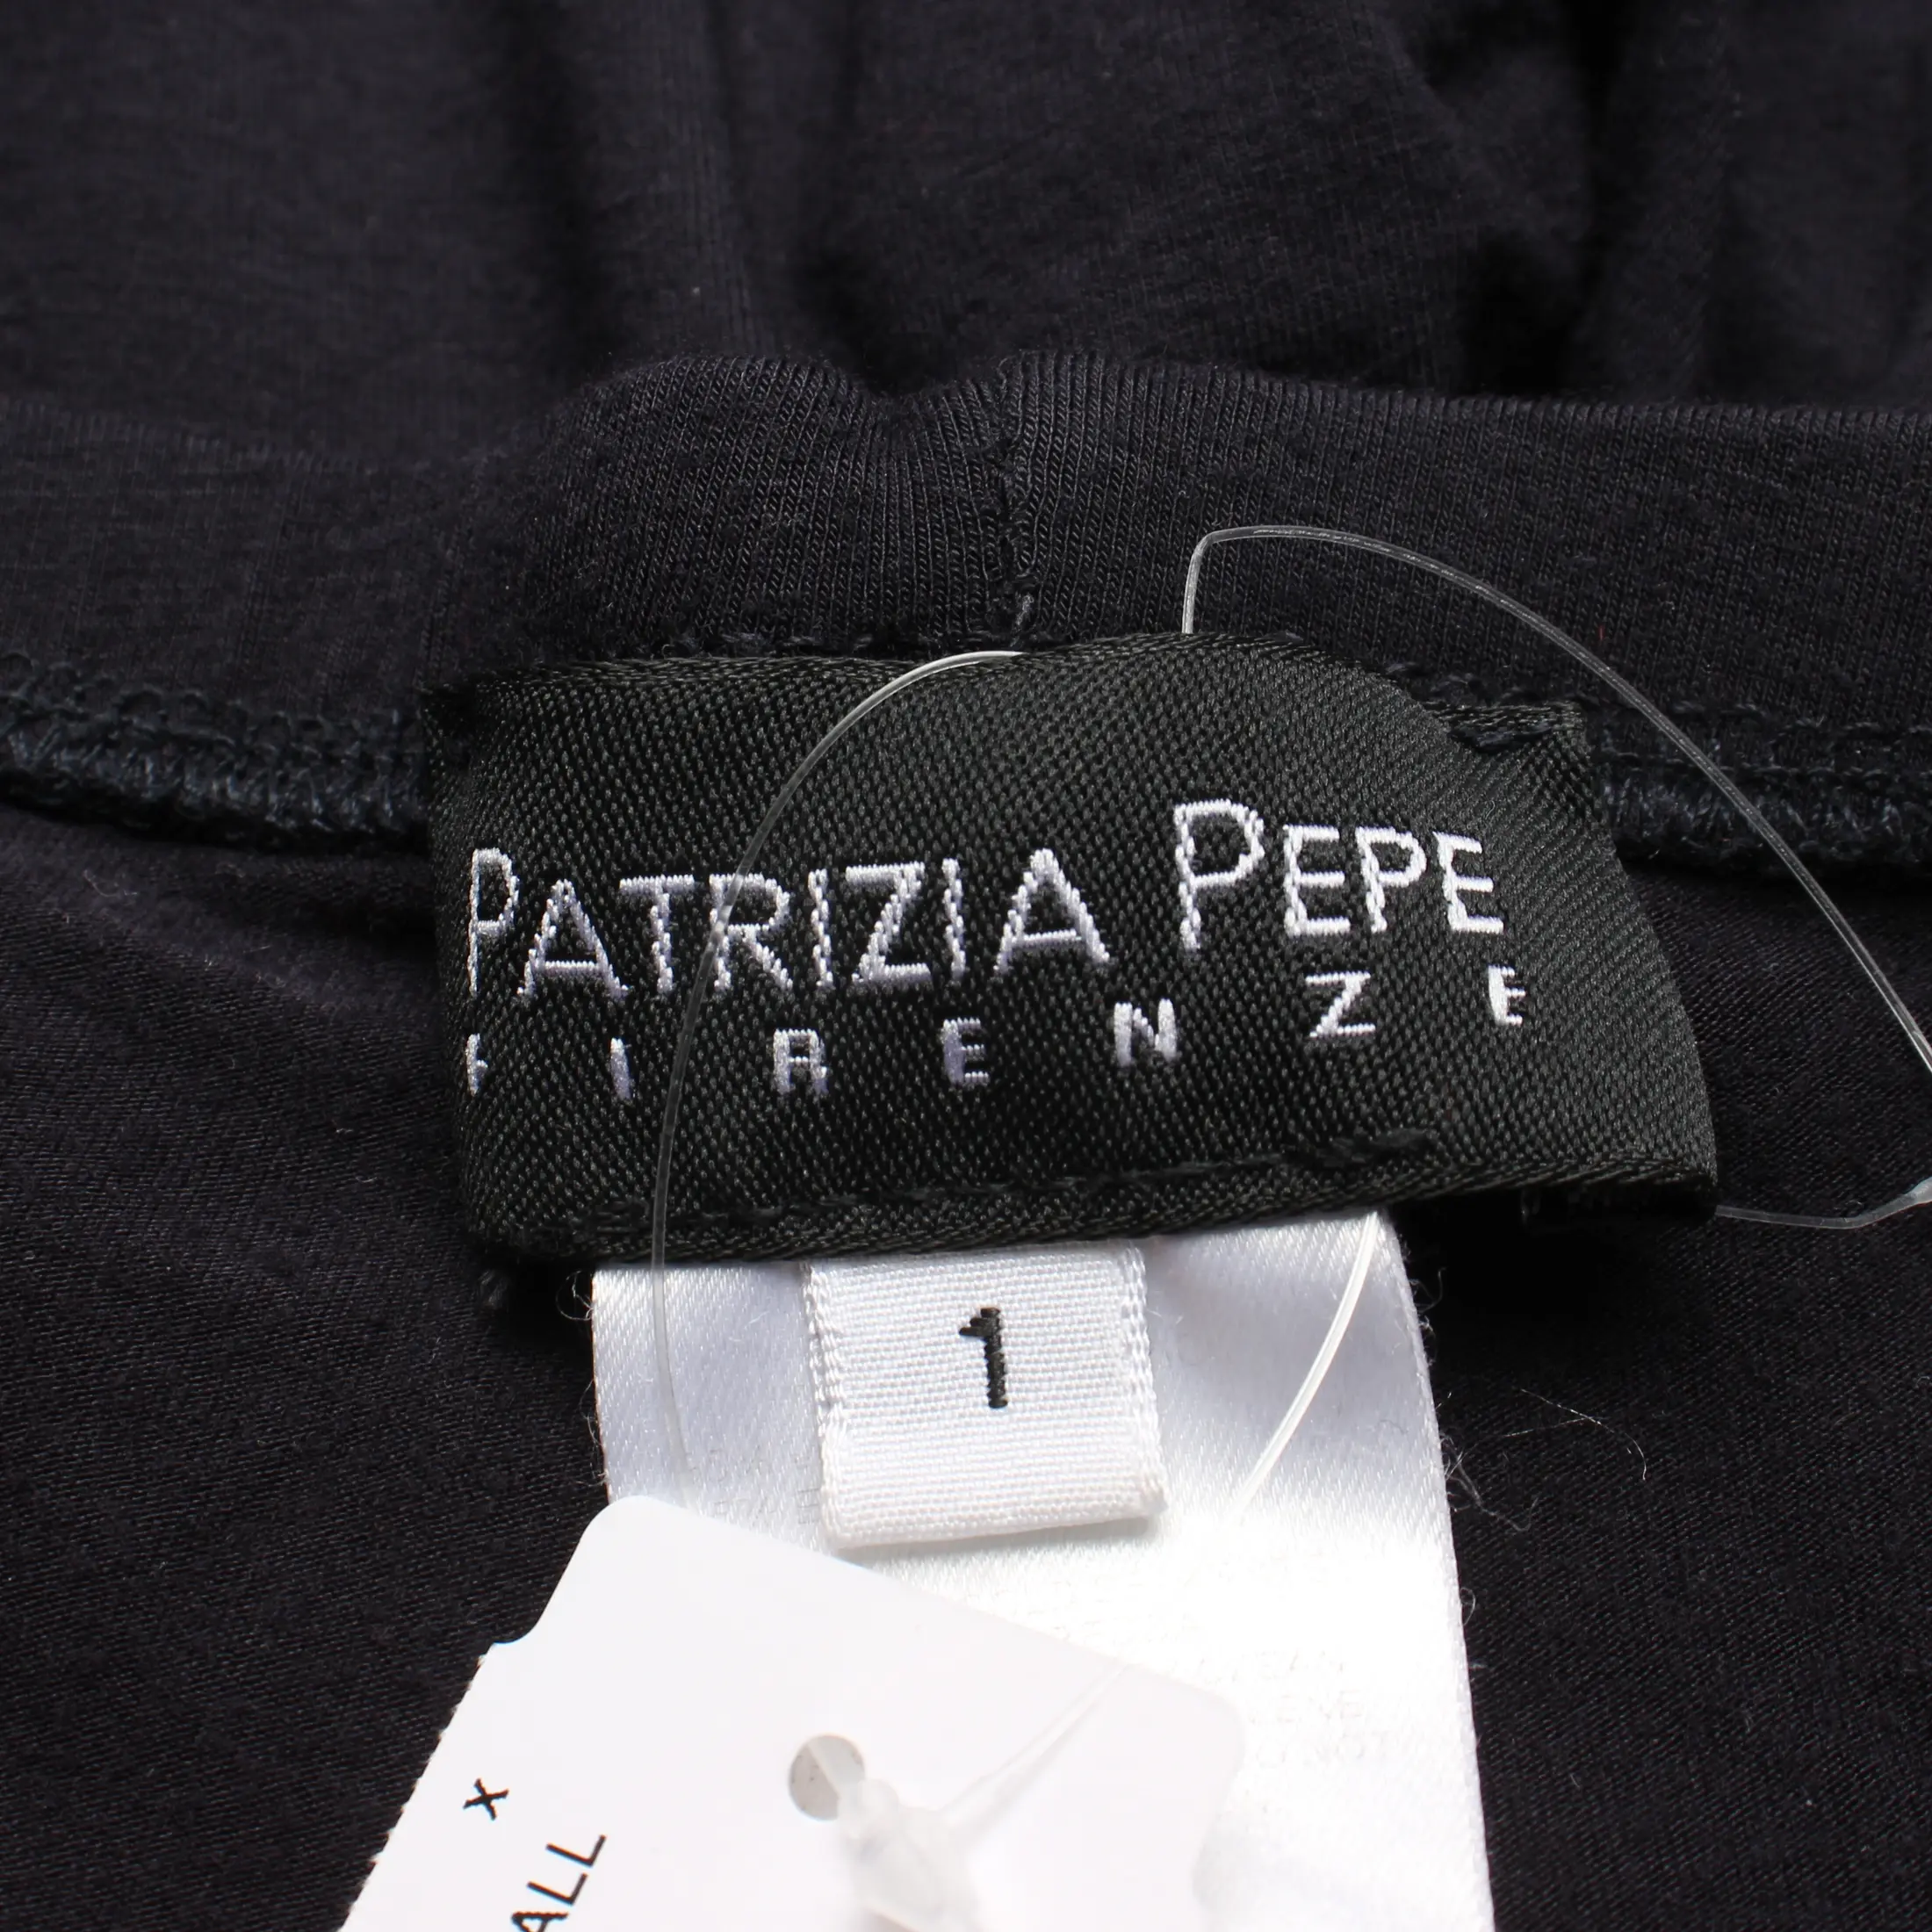 PATRIZIA PEPE
FIRENZE
1
X
ALL